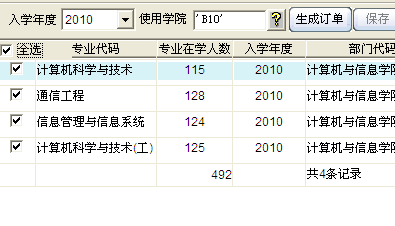 入学年度 2010 使用学院 'B10' ? 生成订单 保存
全选 专业代码 专业在学人数 入学年度 部门代码
计算机科学与技术 115 2010 计算机与信息学院
通信工程 128 2010 计算机与信息学院
信息管理与信息系统 124 2010 计算机与信息学院
计算机科学与技术(工) 125 2010 计算机与信息学院
492 共4条记录